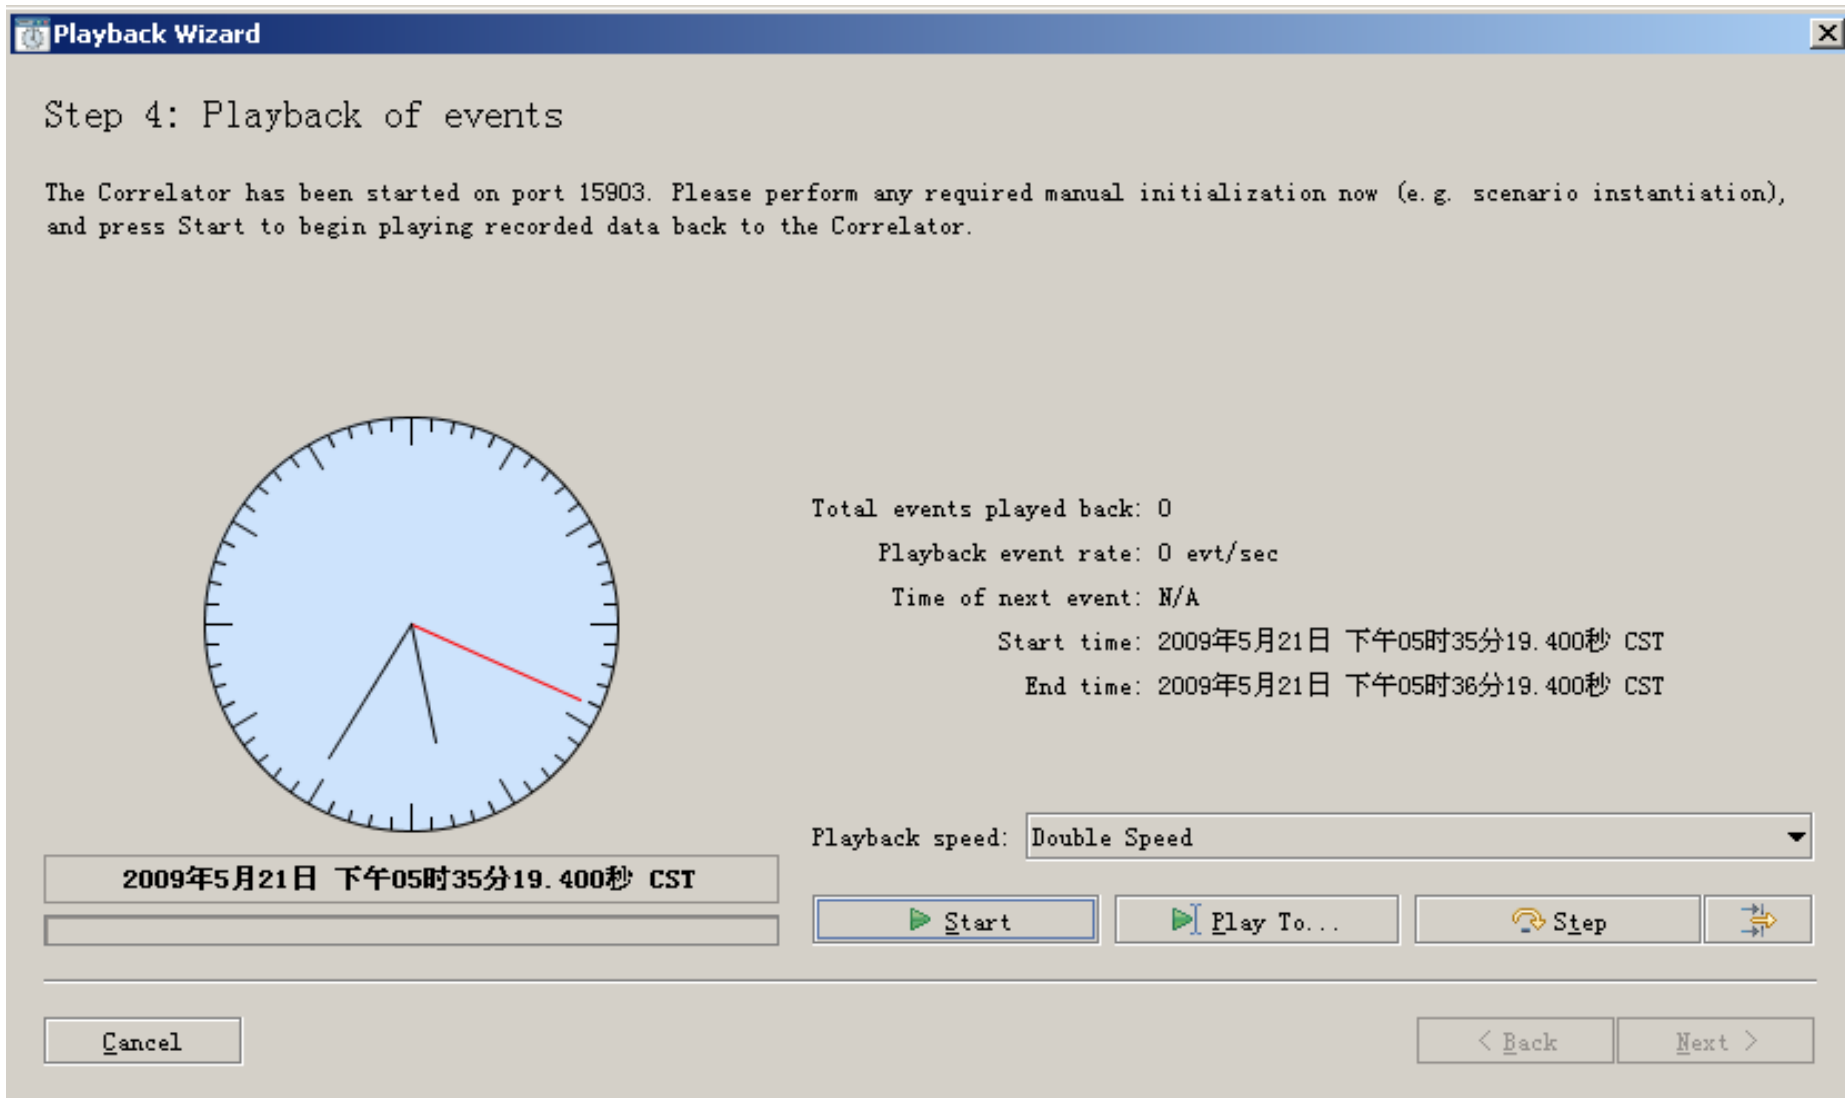 Playback Wizard
Step 4: Playback of events
The Correlator has been started on port 15903. Please perform any required manual initialization now (e.g. scenario instantiation),
and press Start to begin playing recorded data back to the Correlator.
Total events played back: 0
Playback event rate: 0 evt/sec
Time of next event: N/A
Start time: 2009年5月21日 下午05时35分19.400秒 CST
End time: 2009年5月21日 下午05时36分19.400秒 CST
Playback speed: Double Speed
2009年5月21日 下午05时35分19.400秒 CST
Start
Play To...
Step
Cancel
< Back
Next >